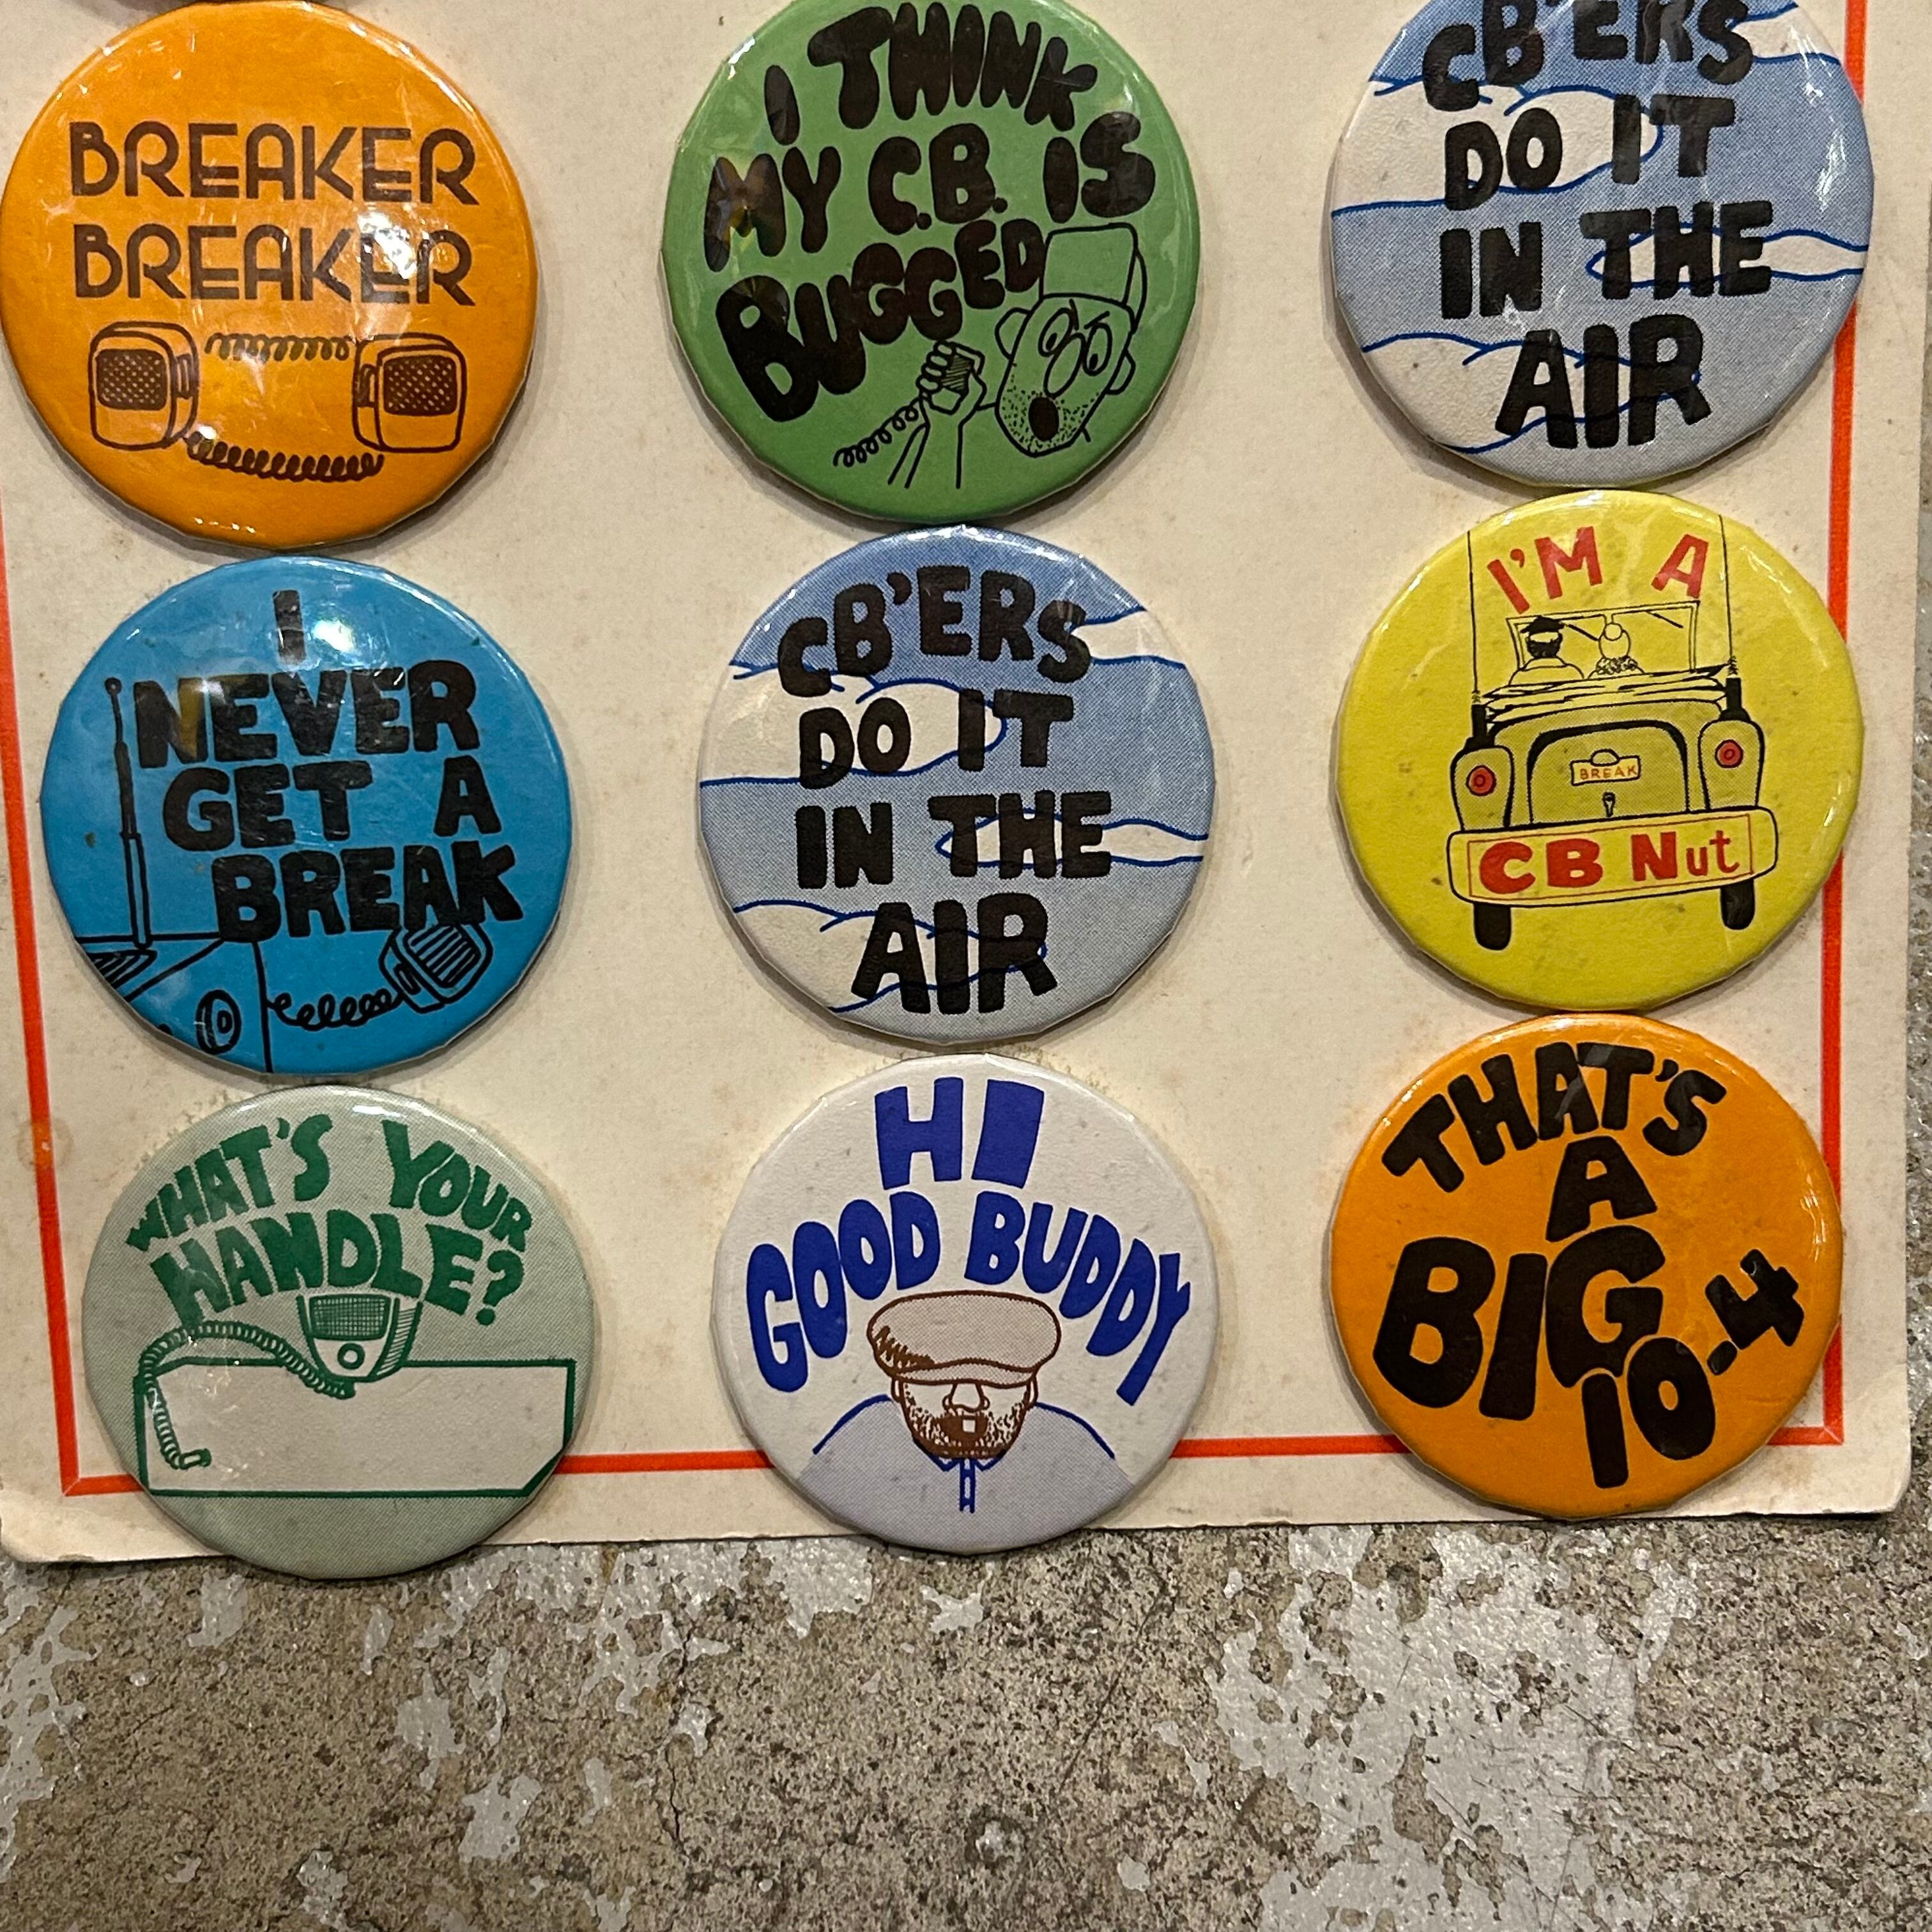 BREAKER
BREAKER
I THINK
MY C.B. IS
BUGGED
CB'ERS
DO IT
IN THE
AIR
I
NEVER
GET A
BREAK
CB'ERS
DO IT
IN THE
AIR
I'M A
BREAK
CB Nut
WHAT'S YOUR
HANDLE?
HI
GOOD BUDDY
THAT'S
A
BIG
10-4